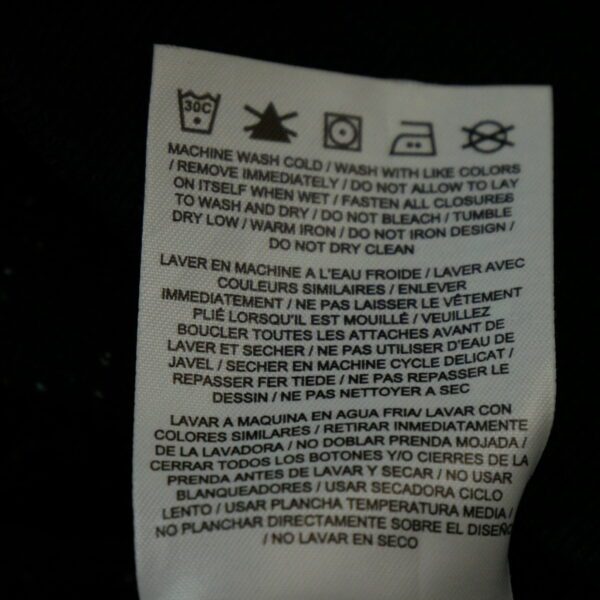 30C
MACHINE WASH COLD / WASH WITH LIKE COLORS
/ REMOVE IMMEDIATELY / DO NOT ALLOW TO LAY
ON ITSELF WHEN WET / FASTEN ALL CLOSURES
TO WASH AND DRY / DO NOT BLEACH / TUMBLE
DRY LOW / WARM IRON / DO NOT IRON DESIGN /
DO NOT DRY CLEAN
LAVER EN MACHINE A L'EAU FROIDE / LAVER AVEC
COULEURS SIMILAIRES / ENLEVER
IMMEDIATEMENT / NE PAS LAISSER LE VÊTEMENT
PLIÉ LORSQU'IL EST MOUILLÉ / VEUILLEZ
BOUCLER TOUTES LES ATTACHES AVANT DE
LAVER ET SECHER / NE PAS UTILISER D'EAU DE
JAVEL / SECHER EN MACHINE CYCLE DELICAT /
REPASSER FER TIEDE / NE PAS REPASSER LE
DESSIN / NE PAS NETTOYER A SEC
LAVAR A MAQUINA EN AGUA FRIA/ LAVAR CON
COLORES SIMILARES / RETIRAR INMEDIATAMENTE
DE LA LAVADORA / NO DOBLAR PRENDA MOJADA /
CERRAR TODOS LOS BOTONES Y/O CIERRES DE LA
PRENDA ANTES DE LAVAR Y SECAR / NO USAR
BLANQUEADORES / USAR SECADORA CICLO
LENTO / USAR PLANCHA TEMPERATURA MEDIA /
NO PLANCHAR DIRECTAMENTE SOBRE EL DISEÑO
/ NO LAVAR EN SECO